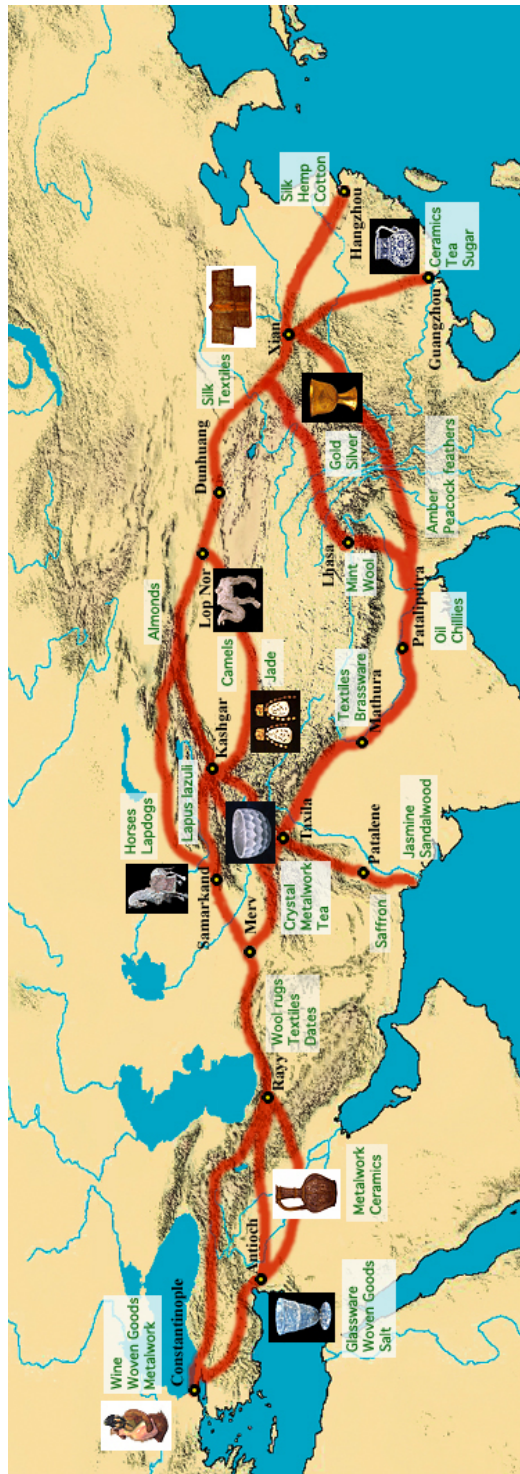 Wine
Woven Goods
Metalwork
Constantinople
Antioch
Glassware
Woven Goods
Salt
Metalwork
Ceramics
Rayy
Wool rugs
Textiles
Dates
Merv
Samarkand
Horses
Lapdogs
Lapus lazuli
Crystal
Metalwork
Tea
Saffron
Patalene
Jasmine
Sandalwood
Taxila
Kashgar
Almonds
Camels
Jade
Textiles
Brassware
Mathura
Oil
Chillies
Pataliputra
Lop Nor
Dunhuang
Lhasa
Mint
Wool
Amber
Peacock feathers
Gold
Silver
Silk
Textiles
Xian
Silk
Hemp
Cotton
Hangzhou
Ceramics
Tea
Sugar
Guangzhou